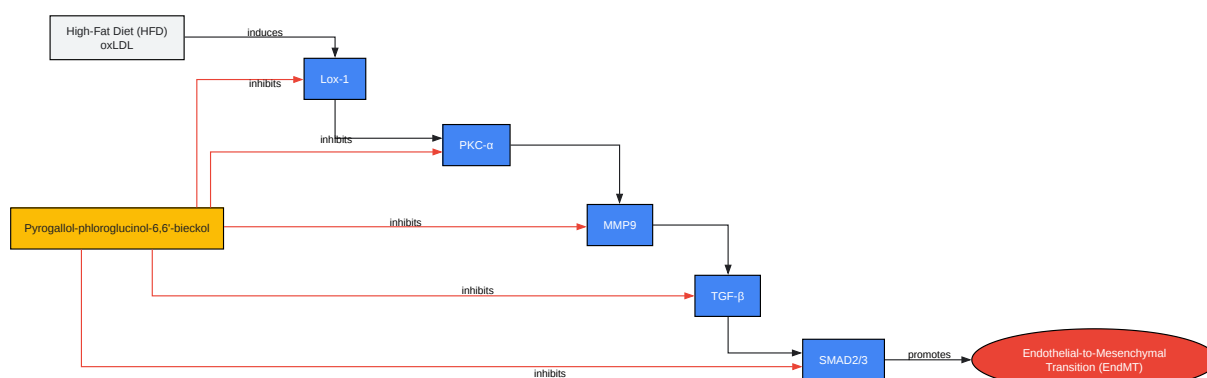 High-Fat Diet (HFD)
oxLDL
induces
Lox-1
inhibits
inhibits
PKC-α
Pyrogallol-phloroglucinol-6,6'-bieckol
inhibits
MMP9
inhibits
TGF-β
inhibits
SMAD2/3
promotes
Endothelial-to-Mesenchymal
Transition (EndMT)